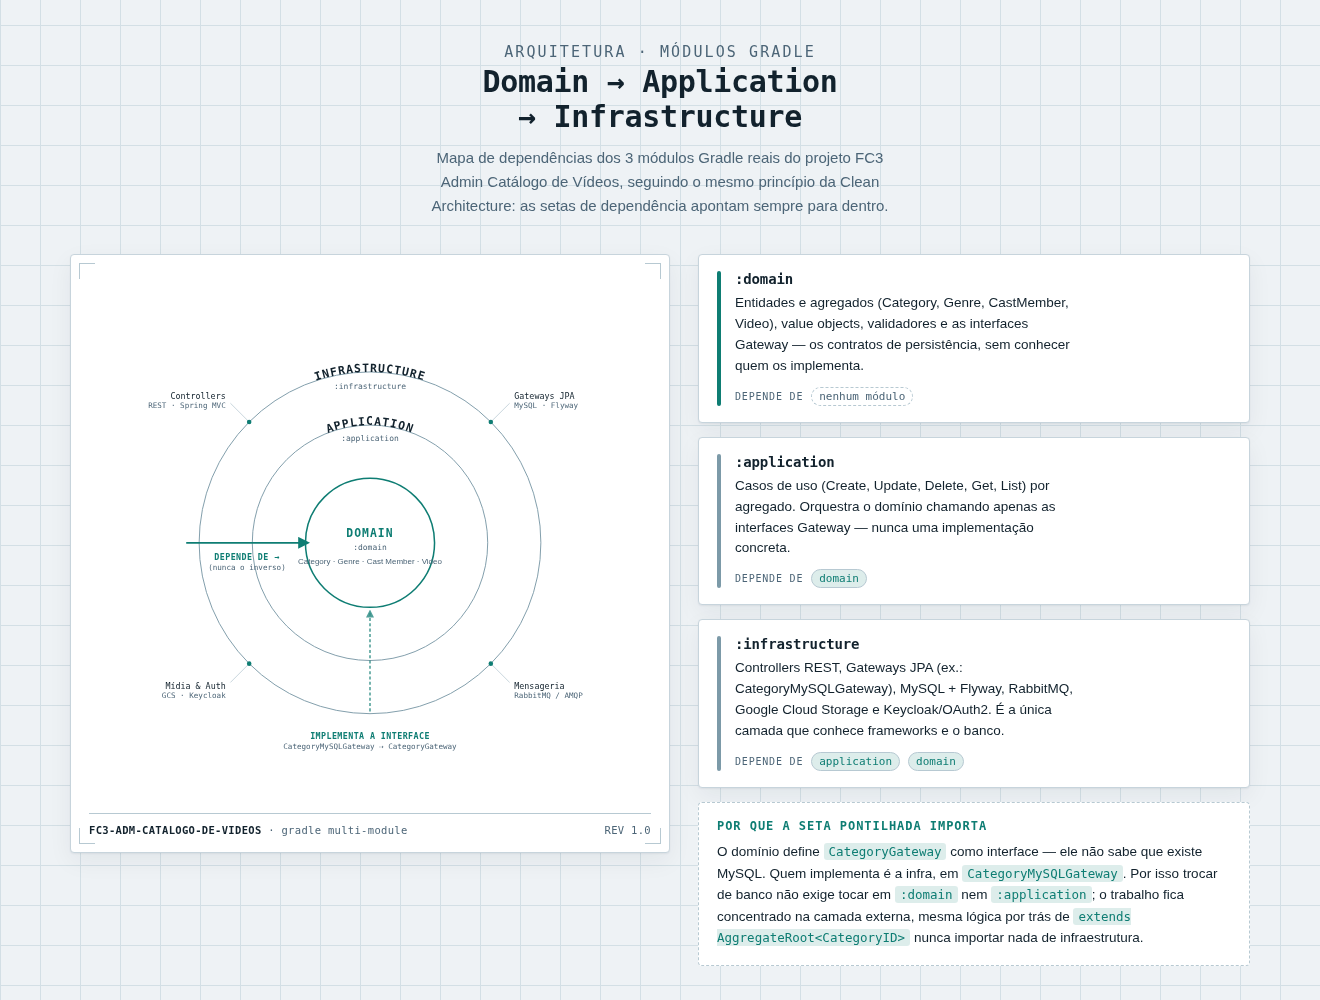 ARQUITETURA · MÓDULOS GRADLE
Domain → Application
→ Infrastructure
Mapa de dependências dos 3 módulos Gradle reais do projeto FC3
Admin Catálogo de Vídeos, seguindo o mesmo princípio da Clean
Architecture: as setas de dependência apontam sempre para dentro.
INFRASTRUCTURE
:infrastructure
Controllers
REST · Spring MVC
Gateways JPA
MySQL · Flyway
APPLICATION
:application
DOMAIN
:domain
Category · Genre · Cast Member · Video
DEPENDE DE →
(nunca o inverso)
Mídia & Auth
GCS · Keycloak
Mensageria
RabbitMQ / AMQP
IMPLEMENTA A INTERFACE
CategoryMySQLGateway → CategoryGateway
FC3-ADM-CATALOGO-DE-VIDEOS · gradle multi-module
REV 1.0
:domain
Entidades e agregados (Category, Genre, CastMember,
Video), value objects, validadores e as interfaces
Gateway — os contratos de persistência, sem conhecer
quem os implementa.
DEPENDE DE nenhum módulo
:application
Casos de uso (Create, Update, Delete, Get, List) por
agregado. Orquestra o domínio chamando apenas as
interfaces Gateway — nunca uma implementação
concreta.
DEPENDE DE domain
:infrastructure
Controllers REST, Gateways JPA (ex.:
CategoryMySQLGateway), MySQL + Flyway, RabbitMQ,
Google Cloud Storage e Keycloak/OAuth2. É a única
camada que conhece frameworks e o banco.
DEPENDE DE application domain
POR QUE A SETA PONTILHADA IMPORTA
O domínio define CategoryGateway como interface — ele não sabe que existe
MySQL. Quem implementa é a infra, em CategoryMySQLGateway. Por isso trocar
de banco não exige tocar em :domain nem :application; o trabalho fica
concentrado na camada externa, mesma lógica por trás de extends
AggregateRoot<CategoryID> nunca importar nada de infraestrutura.